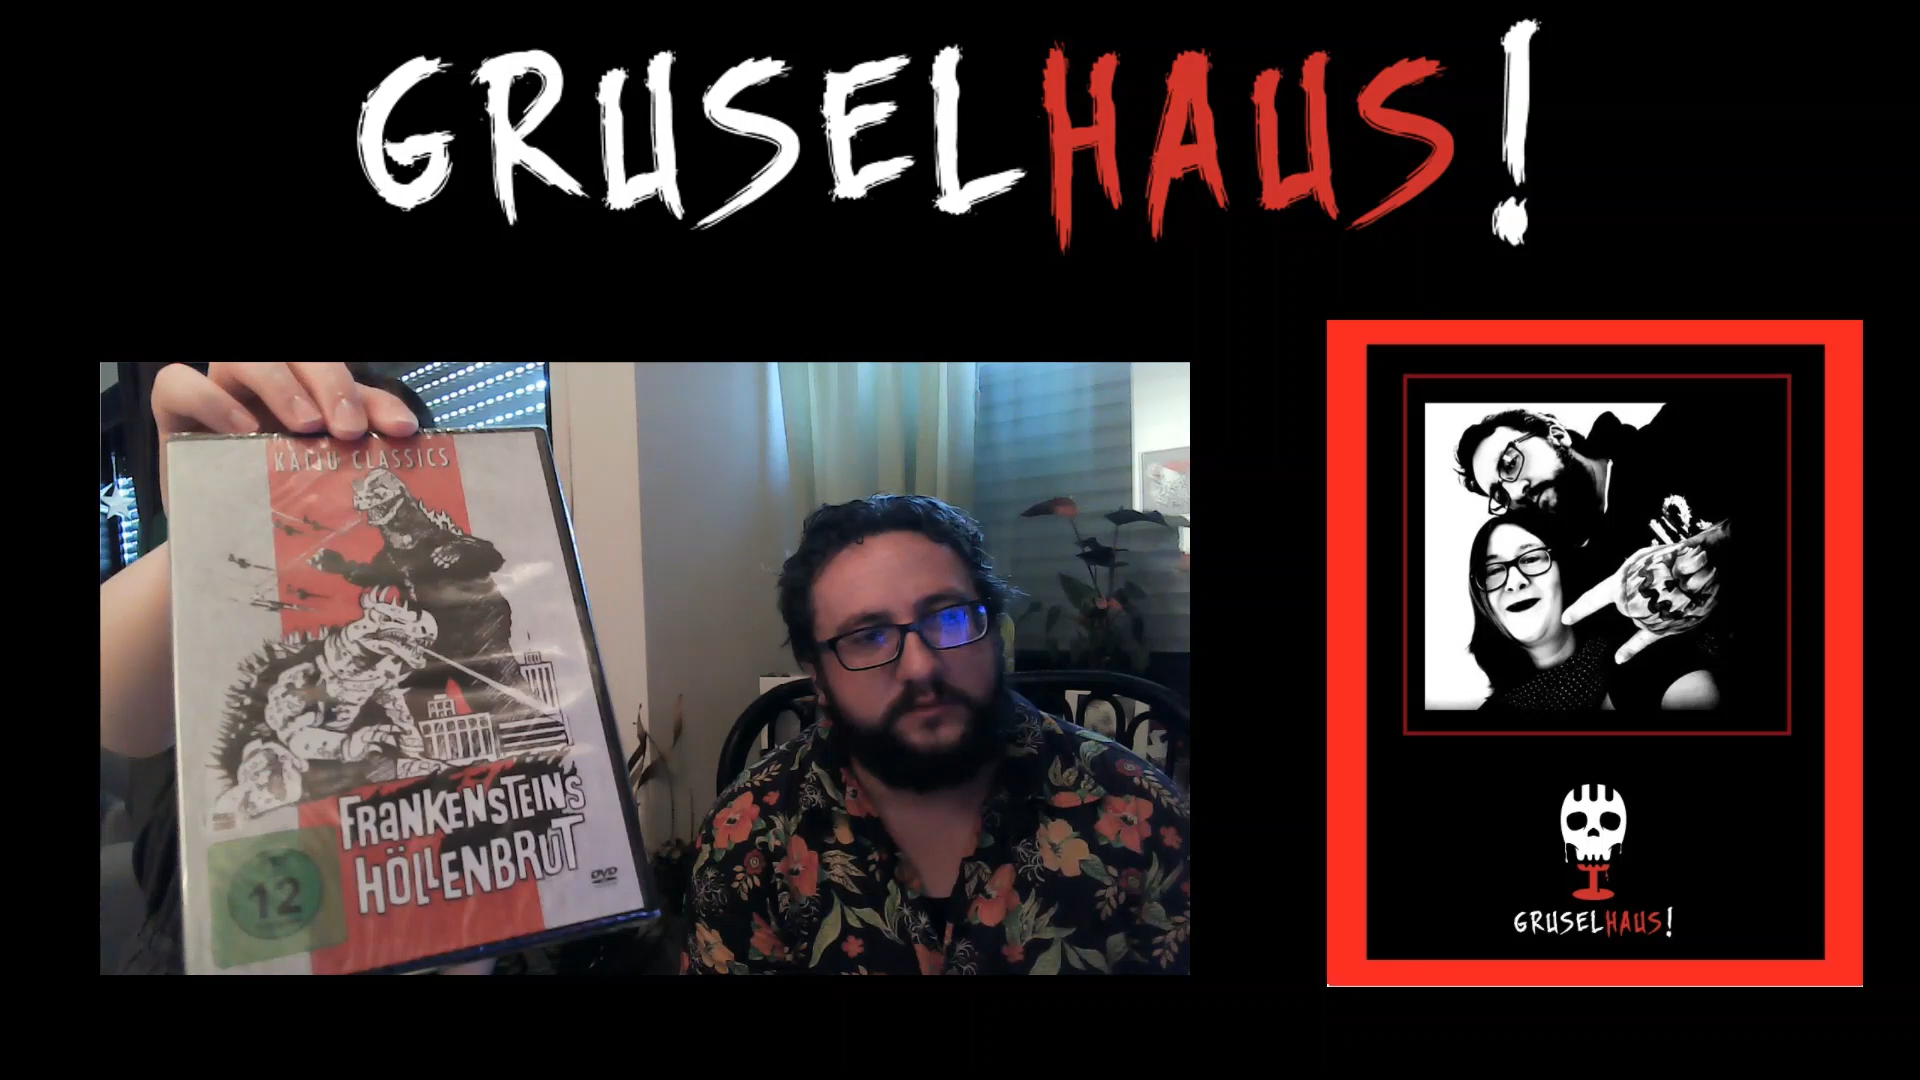 GRUSELHAUS!
KAIJU CLASSICS
FRANKENSTEINS
HÖLLENBRUT
12
DVD
GRUSELHAUS!